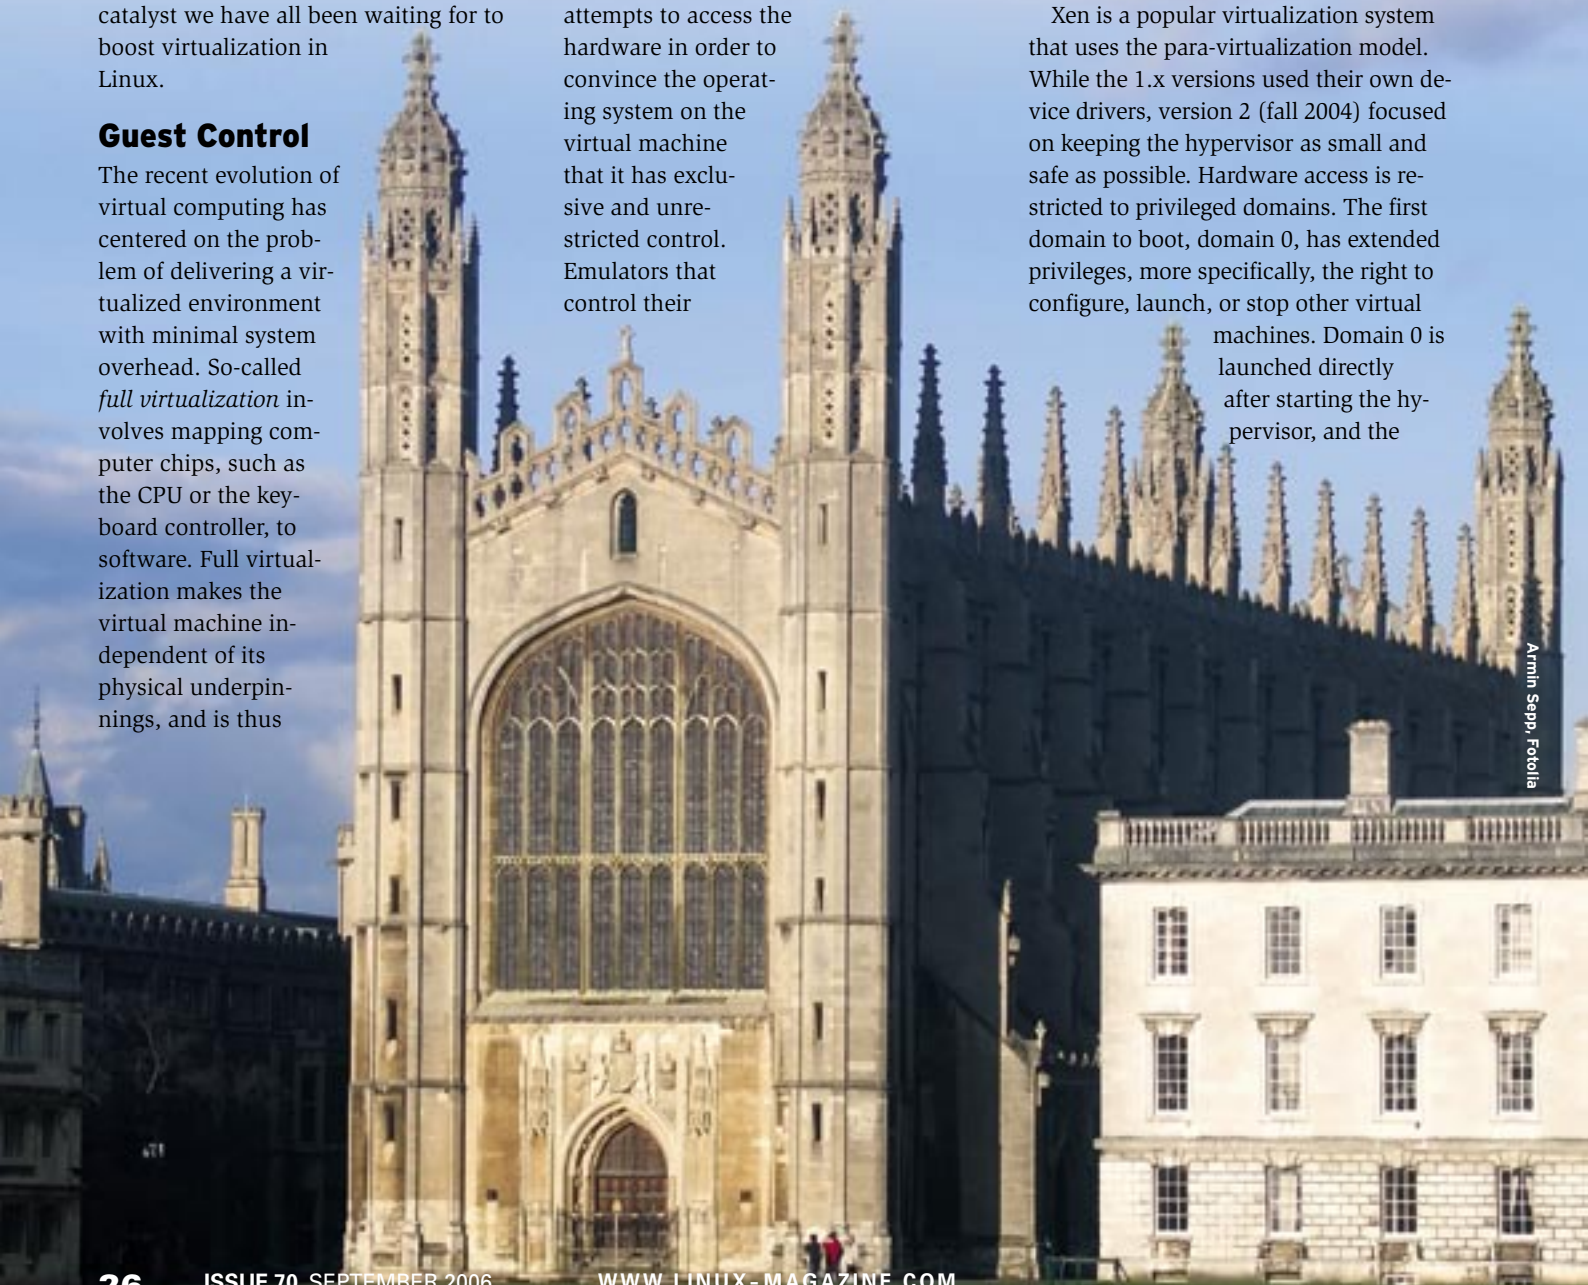 catalyst we have all been waiting for to
boost virtualization in
Linux.
Guest Control
The recent evolution of
virtual computing has
centered on the prob-
lem of delivering a vir-
tualized environment
with minimal system
overhead. So-called
full virtualization in-
volves mapping com-
puter chips, such as
the CPU or the key-
board controller, to
software. Full virtual-
ization makes the
virtual machine in-
dependent of its
physical underpin-
nings, and is thus
attempts to access the
hardware in order to
convince the operat-
ing system on the
virtual machine
that it has exclu-
sive and unre-
stricted control.
Emulators that
control their
Xen is a popular virtualization system
that uses the para-virtualization model.
While the 1.x versions used their own de-
vice drivers, version 2 (fall 2004) focused
on keeping the hypervisor as small and
safe as possible. Hardware access is re-
stricted to privileged domains. The first
domain to boot, domain 0, has extended
privileges, more specifically, the right to
configure, launch, or stop other virtual
machines. Domain 0 is
launched directly
after starting the hy-
pervisor, and the
Armin Sepp, Fotolia
26 ISSUE 70 SEPTEMBER 2006 WWW.LINUX-MAGAZINE.COM